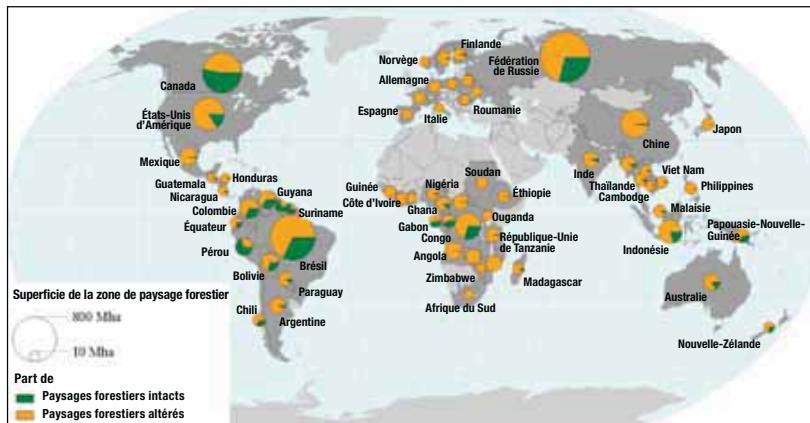 Canada
États-Unis
d'Amérique
Mexique
Guatemala
Honduras
Nicaragua
Guyana
Colombie
Suriname
Équateur
Pérou
Brésil
Bolivie
Paraguay
Chili
Argentine
Norvège
Finlande
Allemagne
Espagne
Italie
Roumanie
Fédération
de Russie
Chine
Japon
Inde
Viet Nam
Thaïlande
Cambodge
Philippines
Malaisie
Indonésie
Papouasie-Nouvelle-
Guinée
Australie
Nouvelle-Zélande
Soudan
Guinée
Nigéria
Éthiopie
Côte d'Ivoire
Ghana
Ouganda
Gabon
Congo
République-Unie
de Tanzanie
Angola
Zimbabwe
Madagascar
Afrique du Sud
Superficie de la zone de paysage forestier
800 Mha
10 Mha
Part de
Paysages forestiers intacts
Paysages forestiers altérés